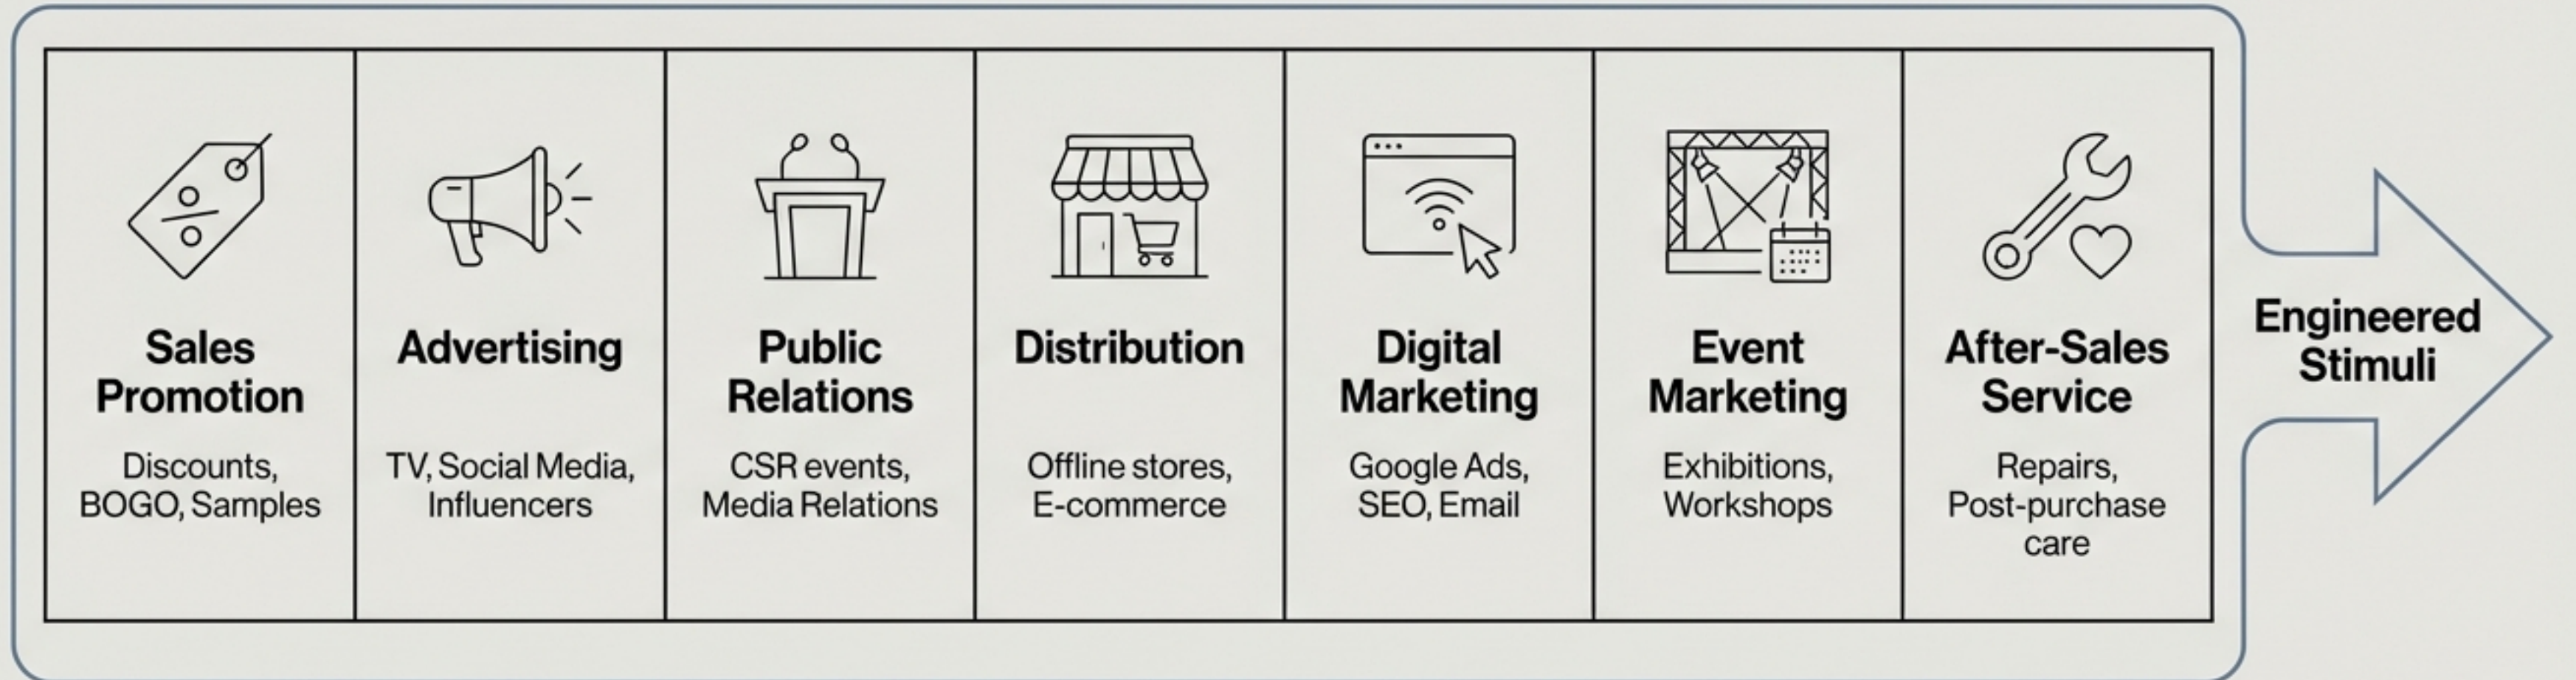 Sales
Promotion
Discounts,
BOGO, Samples
Advertising
TV, Social Media,
Influencers
Public
Relations
CSR events,
Media Relations
Distribution
Offline stores,
E-commerce
Digital
Marketing
Google Ads,
SEO, Email
Event
Marketing
Exhibitions,
Workshops
After-Sales
Service
Repairs,
Post-purchase
care
Engineered
Stimuli